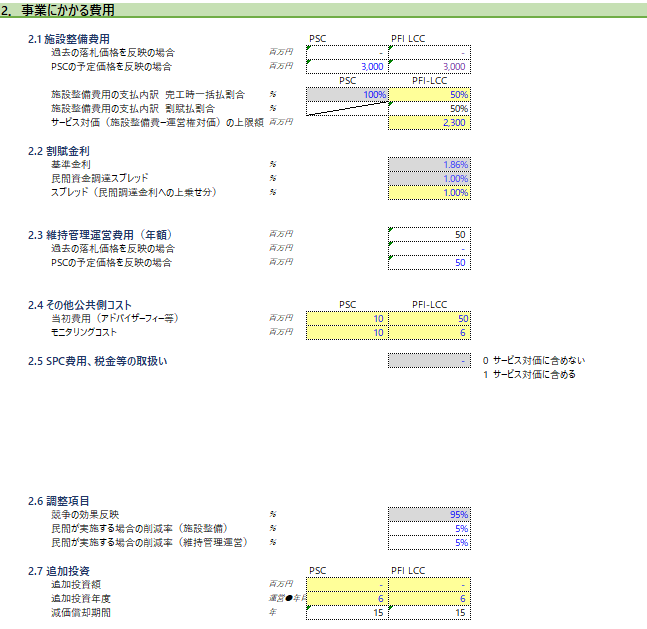 2. 事業にかかる費用
2.1 施設整備費用 PSC PFI LCC
過去の落札価格を反映の場合 百万円 - -
PSCの予定価格を反映の場合 百万円 3,000 3,000
PSC PFI-LCC
施設整備費用の支払内訳 完工時一括払割合 % 100% 50%
施設整備費用の支払内訳 割賦払割合 % 50%
サービス対価（施設整備費ー運営権対価）の上限額 百万円 2,300
2.2 割賦金利
基準金利 % 1.86%
民間資金調達スプレッド % 1.00%
スプレッド（民間調達金利への上乗せ分） % 1.00%
2.3 維持管理運営費用（年額） 百万円 50
過去の落札価格を反映の場合 百万円 -
PSCの予定価格を反映の場合 百万円 50
2.4 その他公共側コスト PSC PFI-LCC
当初費用（アドバイザーフィー等） 百万円 10 50
モニタリングコスト 百万円 10 6
2.5 SPC費用、税金等の取扱い - 0 サービス対価に含めない
1 サービス対価に含める
2.6 調整項目
競争の効果反映 % 95%
民間が実施する場合の削減率（施設整備） % 5%
民間が実施する場合の削減率（維持管理運営） % 5%
2.7 追加投資 PSC PFI LCC
追加投資額 百万円 - -
追加投資年度 運営●年 6 6
減価償却期間 年 15 15